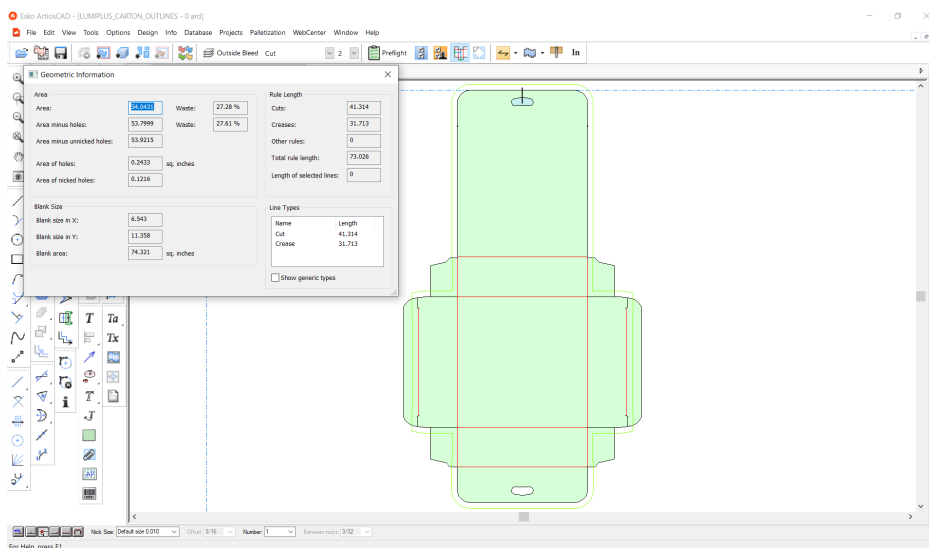 Esko ArtiosCAD - [LUMIPLUS_CARTON_OUTLINES - 0 ard]
File Edit View Tools Options Design Info Database Projects Palletization WebCenter Window Help
Outside Bleed Cut 2 Preflight In
Geometric Information
Area
Area: 54.0431 Waste: 27.28 %
Area minus holes: 53.7999 Waste: 27.61 %
Area minus unnicked holes: 53.9215
Area of holes: 0.2433 sq. inches
Area of nicked holes: 0.1216
Rule Length
Cuts: 41.314
Creases: 31.713
Other rules: 0
Total rule length: 73.026
Length of selected lines: 0
Blank Size
Blank size in X: 6.543
Blank size in Y: 11.358
Blank area: 74.321 sq. inches
Line Types
Name Length
Cut 41.314
Crease 31.713
Show generic types
T Ta
Tx
i T
T
AP
Nick Size: Default size 0.010 Offset: 3/16 Number: 1 Between nicks: 3/32
For Help, press F1